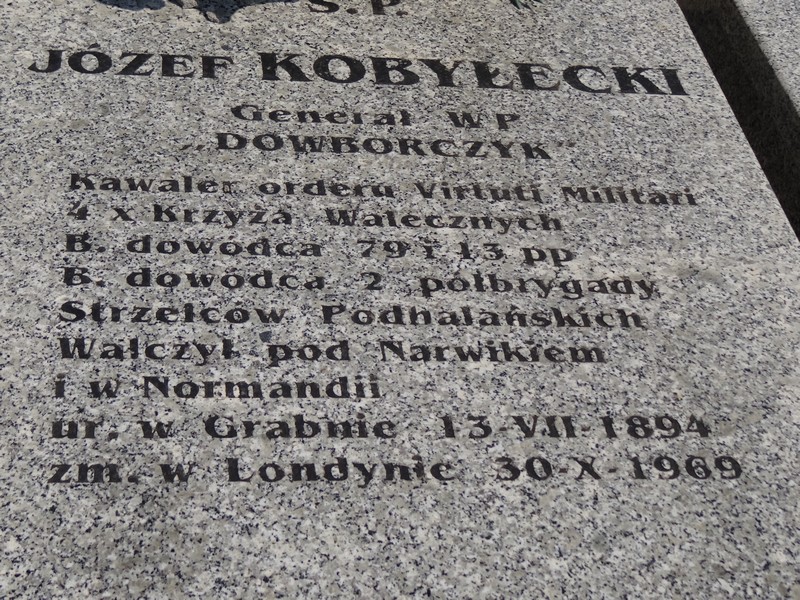 Ś.P.
JÓZEF KOBYŁECKI
Generał WP
„DOWBORCZYK"
Kawaler orderu Virtuti Militari
4 x Krzyża Walecznych
B. dowódca 79 i 13 pp
B. dowódca 2 półbrygady
Strzelców Podhalańskich
Walczył pod Narwikiem
i w Normandii
ur. w Grabnie 13-VII-1894
zm. w Londynie 30-X-1969